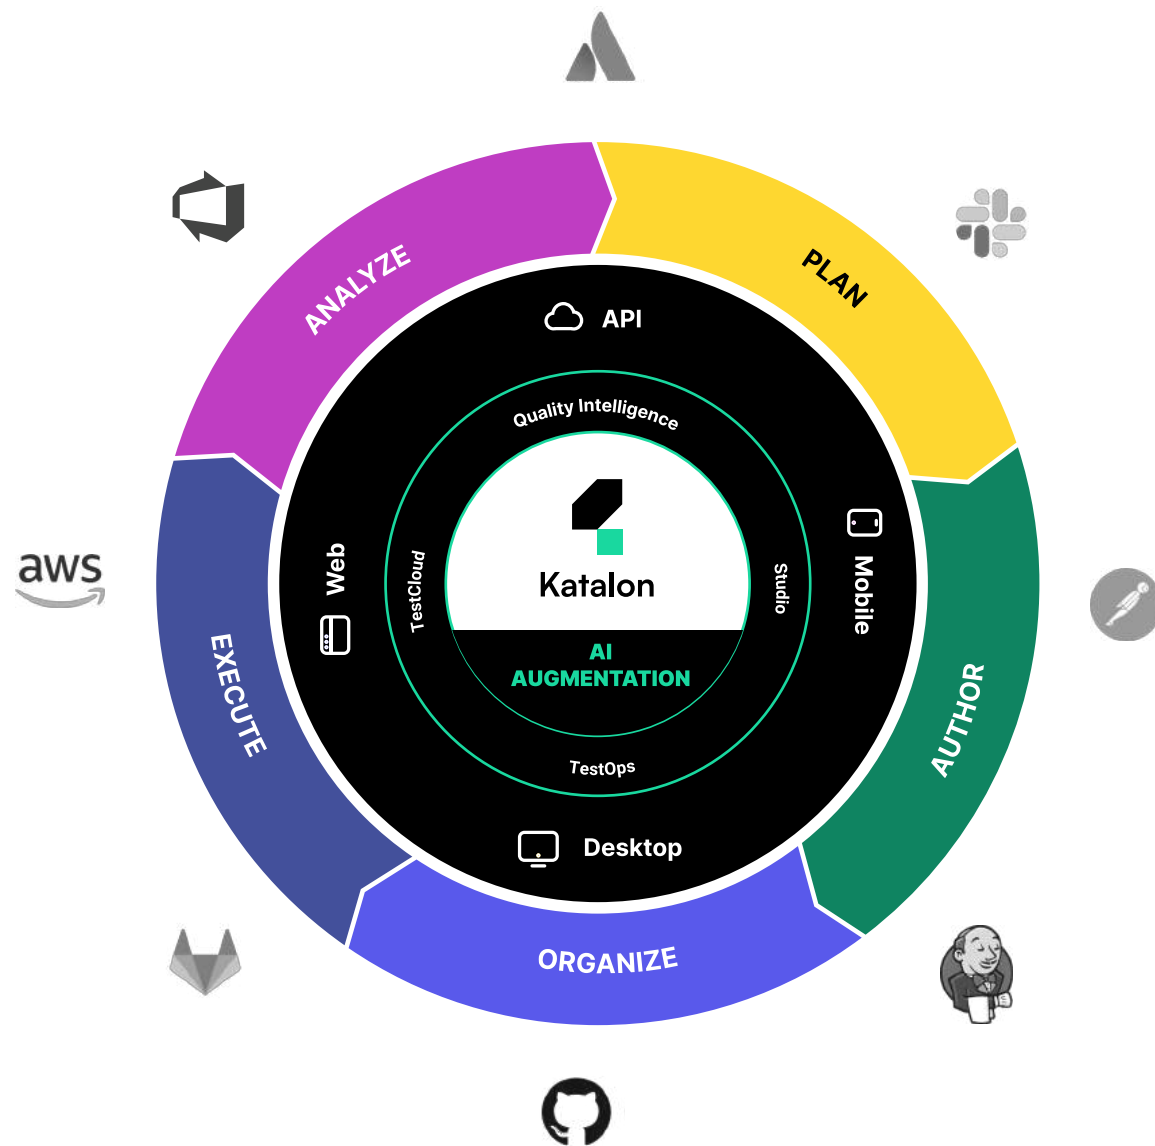 ANALYZE
PLAN
API
Quality Intelligence
Katalon
Web
TestCloud
Studio
Mobile
aws
AI
AUGMENTATION
EXECUTE
AUTHOR
TestOps
Desktop
ORGANIZE